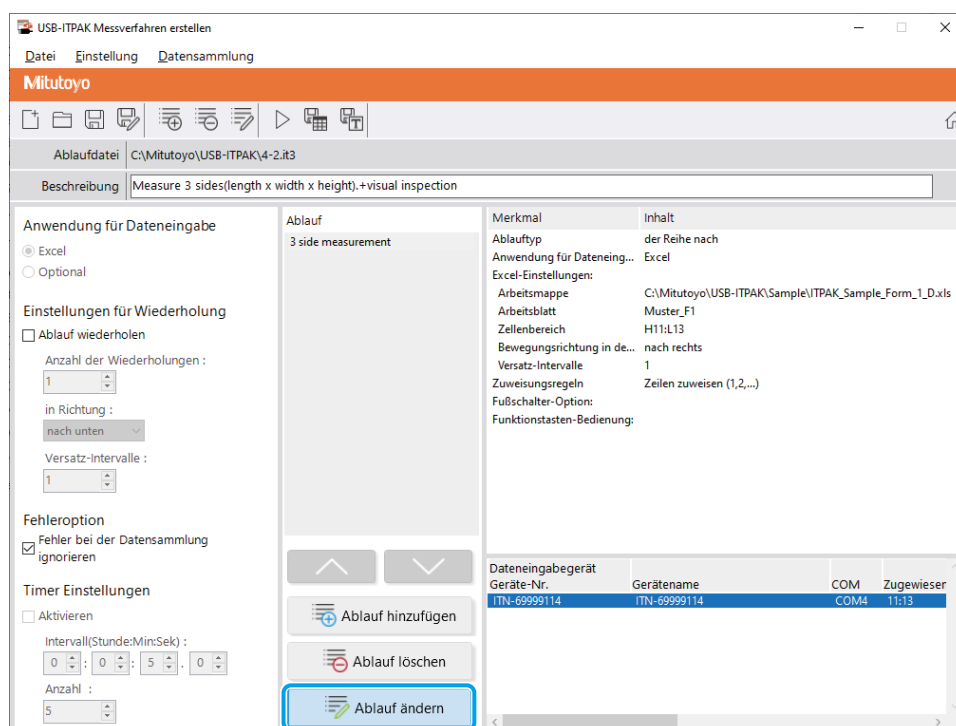 USB-ITPAK Messverfahren erstellen
Datei Einstellung Datensammlung
Mitutoyo
Ablaufdatei C:\Mitutoyo\USB-ITPAK\4-2.it3
Beschreibung Measure 3 sides(length x width x height).+visual inspection
Anwendung für Dateneingabe
Excel
Optional
Einstellungen für Wiederholung
Ablauf wiederholen
Anzahl der Wiederholungen :
1
in Richtung :
nach unten
Versatz-Intervalle :
1
Fehleroption
Fehler bei der Datensammlung
ignorieren
Timer Einstellungen
Aktivieren
Intervall(Stunde:Min:Sek) :
0 : 0 : 5 . 0
Anzahl :
5
Ablauf
3 side measurement
Ablauf hinzufügen
Ablauf löschen
Ablauf ändern
Merkmal Inhalt
Ablauftyp der Reihe nach
Anwendung für Dateneing... Excel
Excel-Einstellungen:
Arbeitsmappe C:\Mitutoyo\USB-ITPAK\Sample\ITPAK_Sample_Form_1_D.xls
Arbeitsblatt Muster_F1
Zellenbereich H11:L13
Bewegungsrichtung in de... nach rechts
Versatz-Intervalle 1
Zuweisungsregeln Zeilen zuweisen (1,2,...)
Fußschalter-Option:
Funktionstasten-Bedienung:
Dateneingabegerät
Geräte-Nr. Gerätename COM Zugewiesen
ITN-69999114 ITN-69999114 COM4 11:13